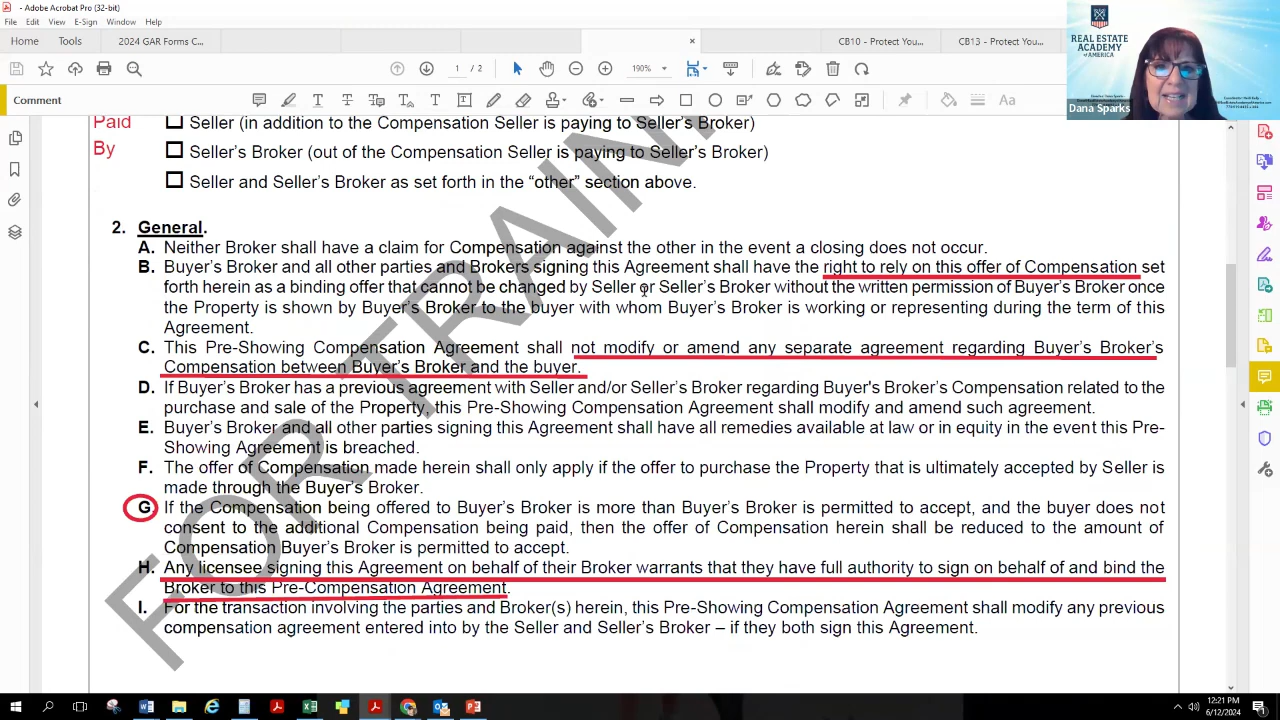 - Adobe Acrobat Pro (32-bit)
File Edit View E-Sign Window Help
Home Tools 2024 GAR Forms C... × CB10 - Protect You... CB13 - Protect You...
1 / 2 190%
Comment
Aa
REAL ESTATE
ACADEMY
OF AMERICA
Dana Sparks
Paid
By
Seller (in addition to the Compensation Seller is paying to Seller's Broker)
Seller's Broker (out of the Compensation Seller is paying to Seller's Broker)
Seller and Seller's Broker as set forth in the “other” section above.
2. General.
A. Neither Broker shall have a claim for Compensation against the other in the event a closing does not occur.
B. Buyer's Broker and all other parties and Brokers signing this Agreement shall have the right to rely on this offer of Compensation set
forth herein as a binding offer that cannot be changed by Seller or Seller's Broker without the written permission of Buyer's Broker once
the Property is shown by Buyer's Broker to the buyer with whom Buyer's Broker is working or representing during the term of this
Agreement.
C. This Pre-Showing Compensation Agreement shall not modify or amend any separate agreement regarding Buyer's Broker's
Compensation between Buyer's Broker and the buyer.
D. If Buyer's Broker has a previous agreement with Seller and/or Seller's Broker regarding Buyer's Broker's Compensation related to the
purchase and sale of the Property, this Pre-Showing Compensation Agreement shall modify and amend such agreement.
E. Buyer's Broker and all other parties signing this Agreement shall have all remedies available at law or in equity in the event this Pre-
Showing Agreement is breached.
F. The offer of Compensation made herein shall only apply if the offer to purchase the Property that is ultimately accepted by Seller is
made through the Buyer's Broker.
G If the Compensation being offered to Buyer's Broker is more than Buyer's Broker is permitted to accept, and the buyer does not
consent to the additional Compensation being paid, then the offer of Compensation herein shall be reduced to the amount of
Compensation Buyer's Broker is permitted to accept.
H. Any licensee signing this Agreement on behalf of their Broker warrants that they have full authority to sign on behalf of and bind the
Broker to this Pre-Compensation Agreement.
I. For the transaction involving the parties and Broker(s) herein, this Pre-Showing Compensation Agreement shall modify any previous
compensation agreement entered into by the Seller and Seller's Broker – if they both sign this Agreement.
FOR TRAIN
12:21 PM
6/12/2024